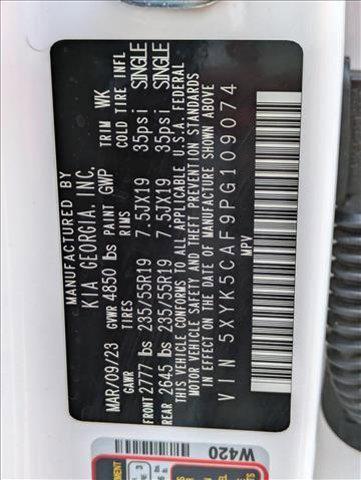 MANUFACTURED BY
KIA GEORGIA, INC.
MAR/09/23 GVWR 4850 lbs PAINT GWP TRIM WK
GAWR TIRES RIMS COLD TIRE INFL
FRONT 2777 lbs 235/55R19 7.5JX19 35psi SINGLE
REAR 2645 lbs 235/55R19 7.5JX19 35psi SINGLE
THIS VEHICLE CONFORMS TO ALL APPLICABLE U.S.A. FEDERAL
MOTOR VEHICLE SAFETY AND THEFT PREVENTION STANDARDS
IN EFFECT ON THE DATE OF MANUFACTURE SHOWN ABOVE
VIN 5XYK5CAF9PG109074
MPV
W420